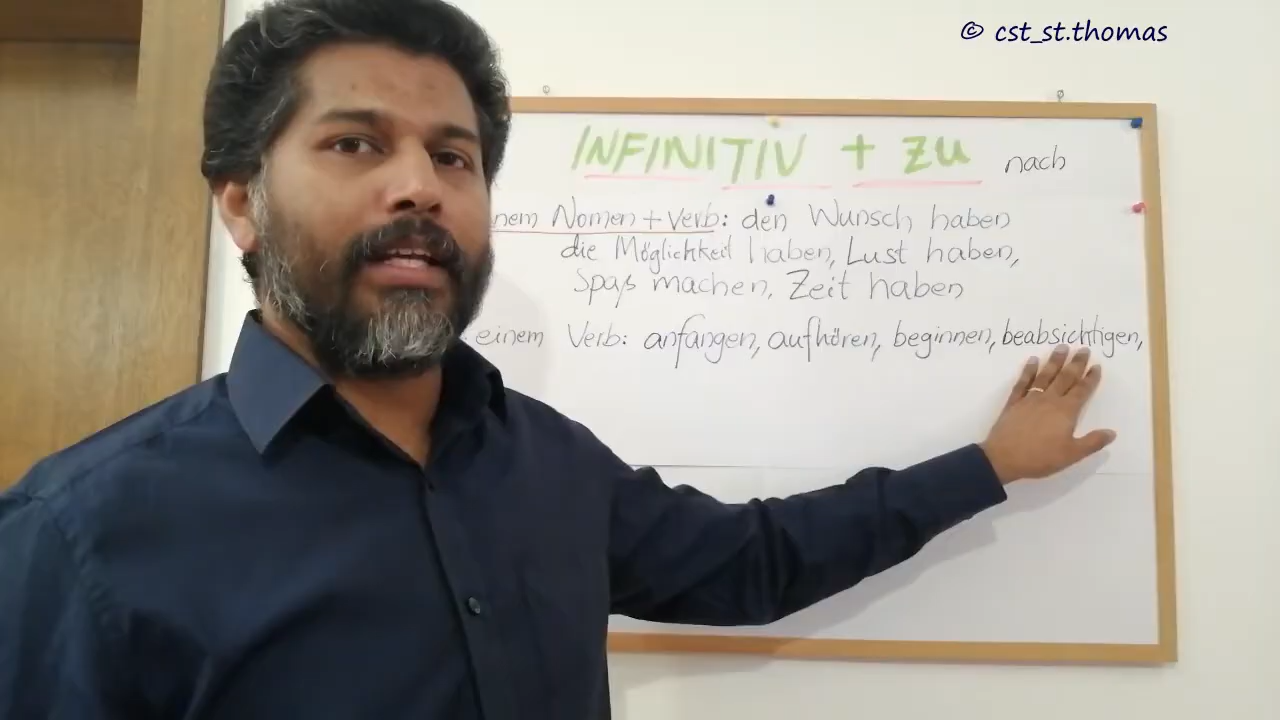 © cst_st.thomas
INFINITIV + ZU nach
nem Nomen + Verb: den Wunsch haben
die Möglichkeit haben, Lust haben,
Spaß machen, Zeit haben
einem Verb: anfangen, aufhören, beginnen, beabsichtigen,